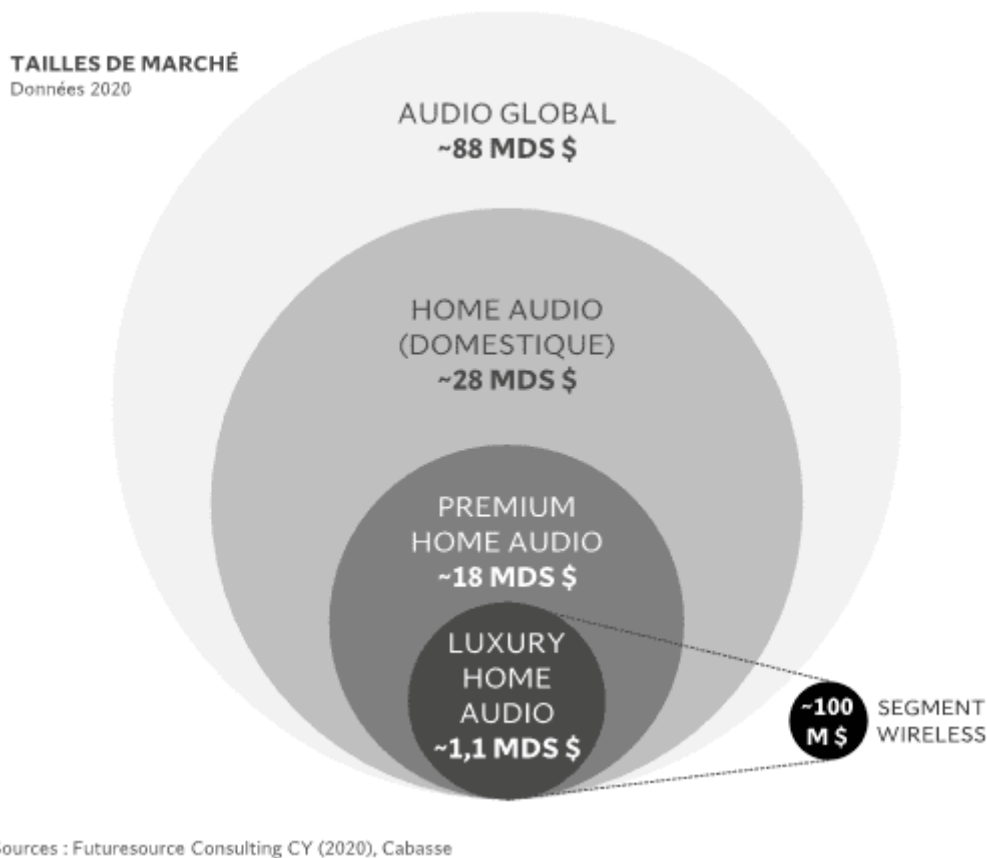 TAILLES DE MARCHÉ
Données 2020
AUDIO GLOBAL
~88 MDS $
HOME AUDIO
(DOMESTIQUE)
~28 MDS $
PREMIUM
HOME AUDIO
~18 MDS $
LUXURY
HOME
AUDIO
~1,1 MDS $
~100
M $
SEGMENT
WIRELESS
Sources : Futuresource Consulting CY (2020), Cabasse